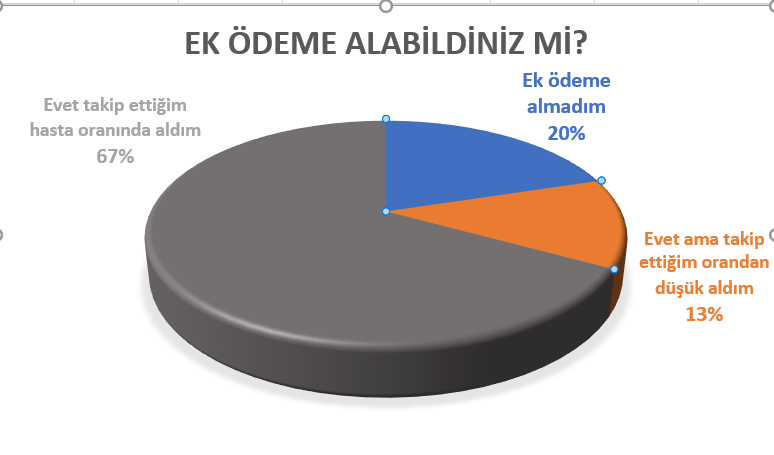 EK ÖDEME ALABİLDİNİZ Mİ?
Ek ödeme
almadım
20%
Evet takip ettiğim
hasta oranında aldım
67%
Evet ama takip
ettiğim orandan
düşük aldım
13%